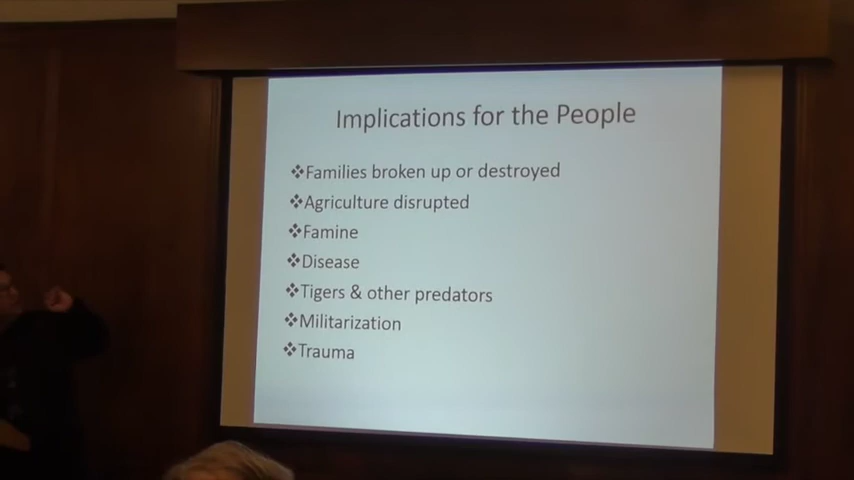 Implications for the People
❖Families broken up or destroyed
❖Agriculture disrupted
❖Famine
❖Disease
❖Tigers & other predators
❖Militarization
❖Trauma